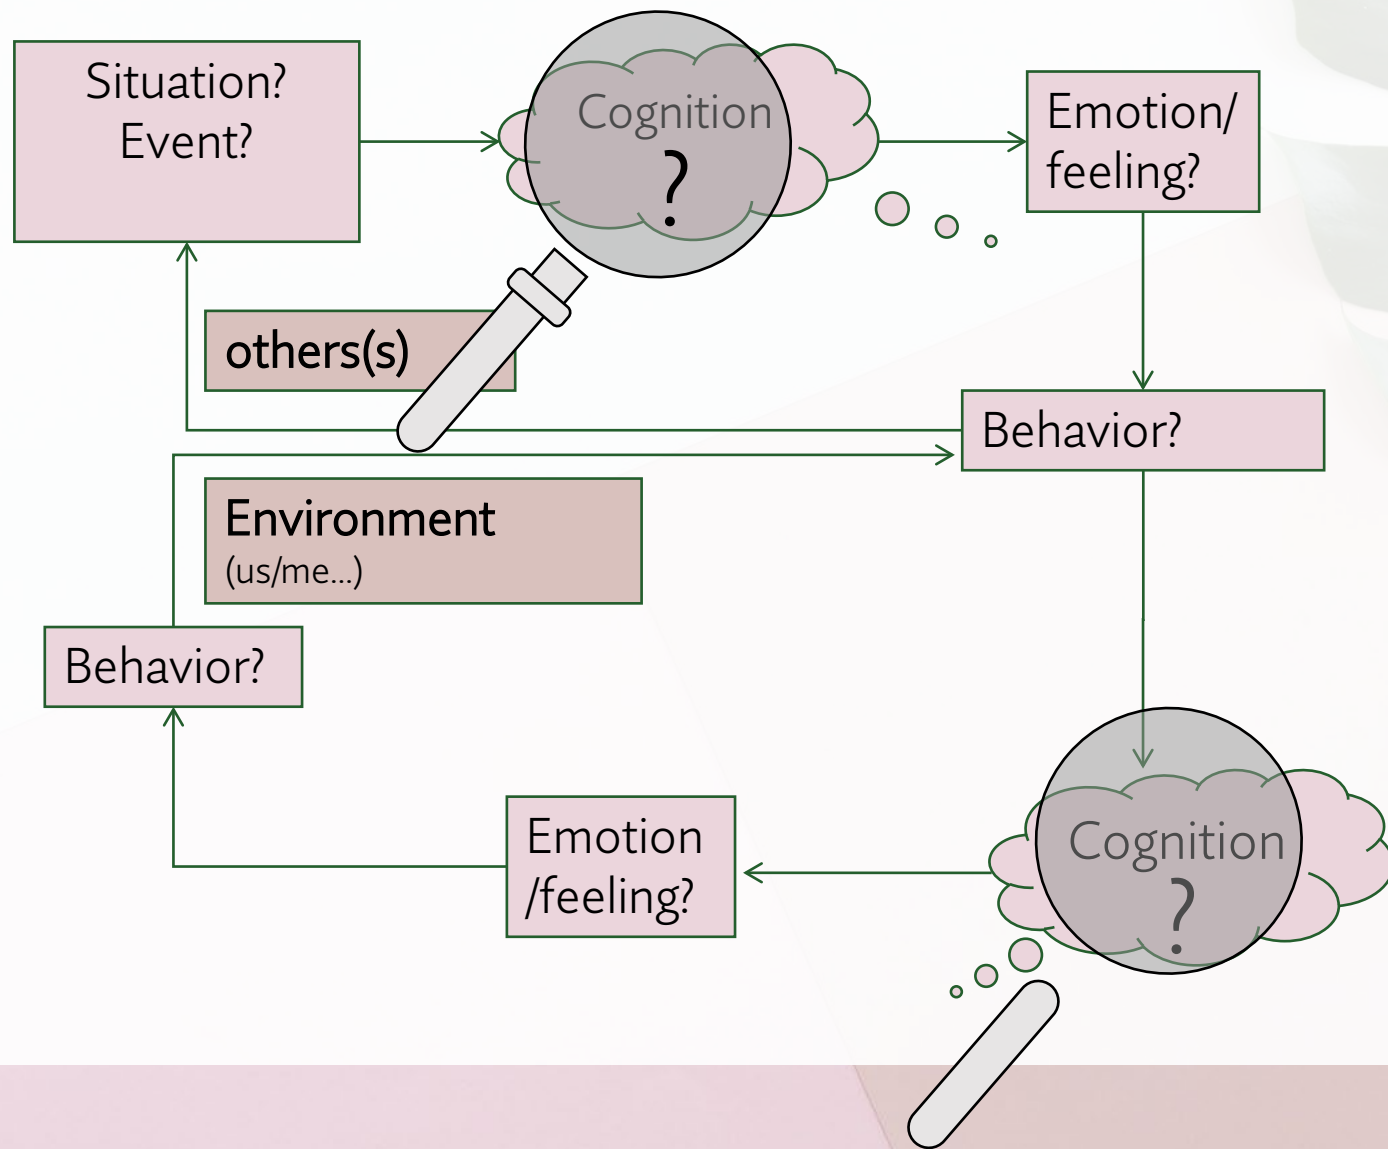 Situation?
Event?
Cognition
?
Emotion/
feeling?
others(s)
Behavior?
Environment
(us/me...)
Behavior?
Emotion
/feeling?
Cognition
?